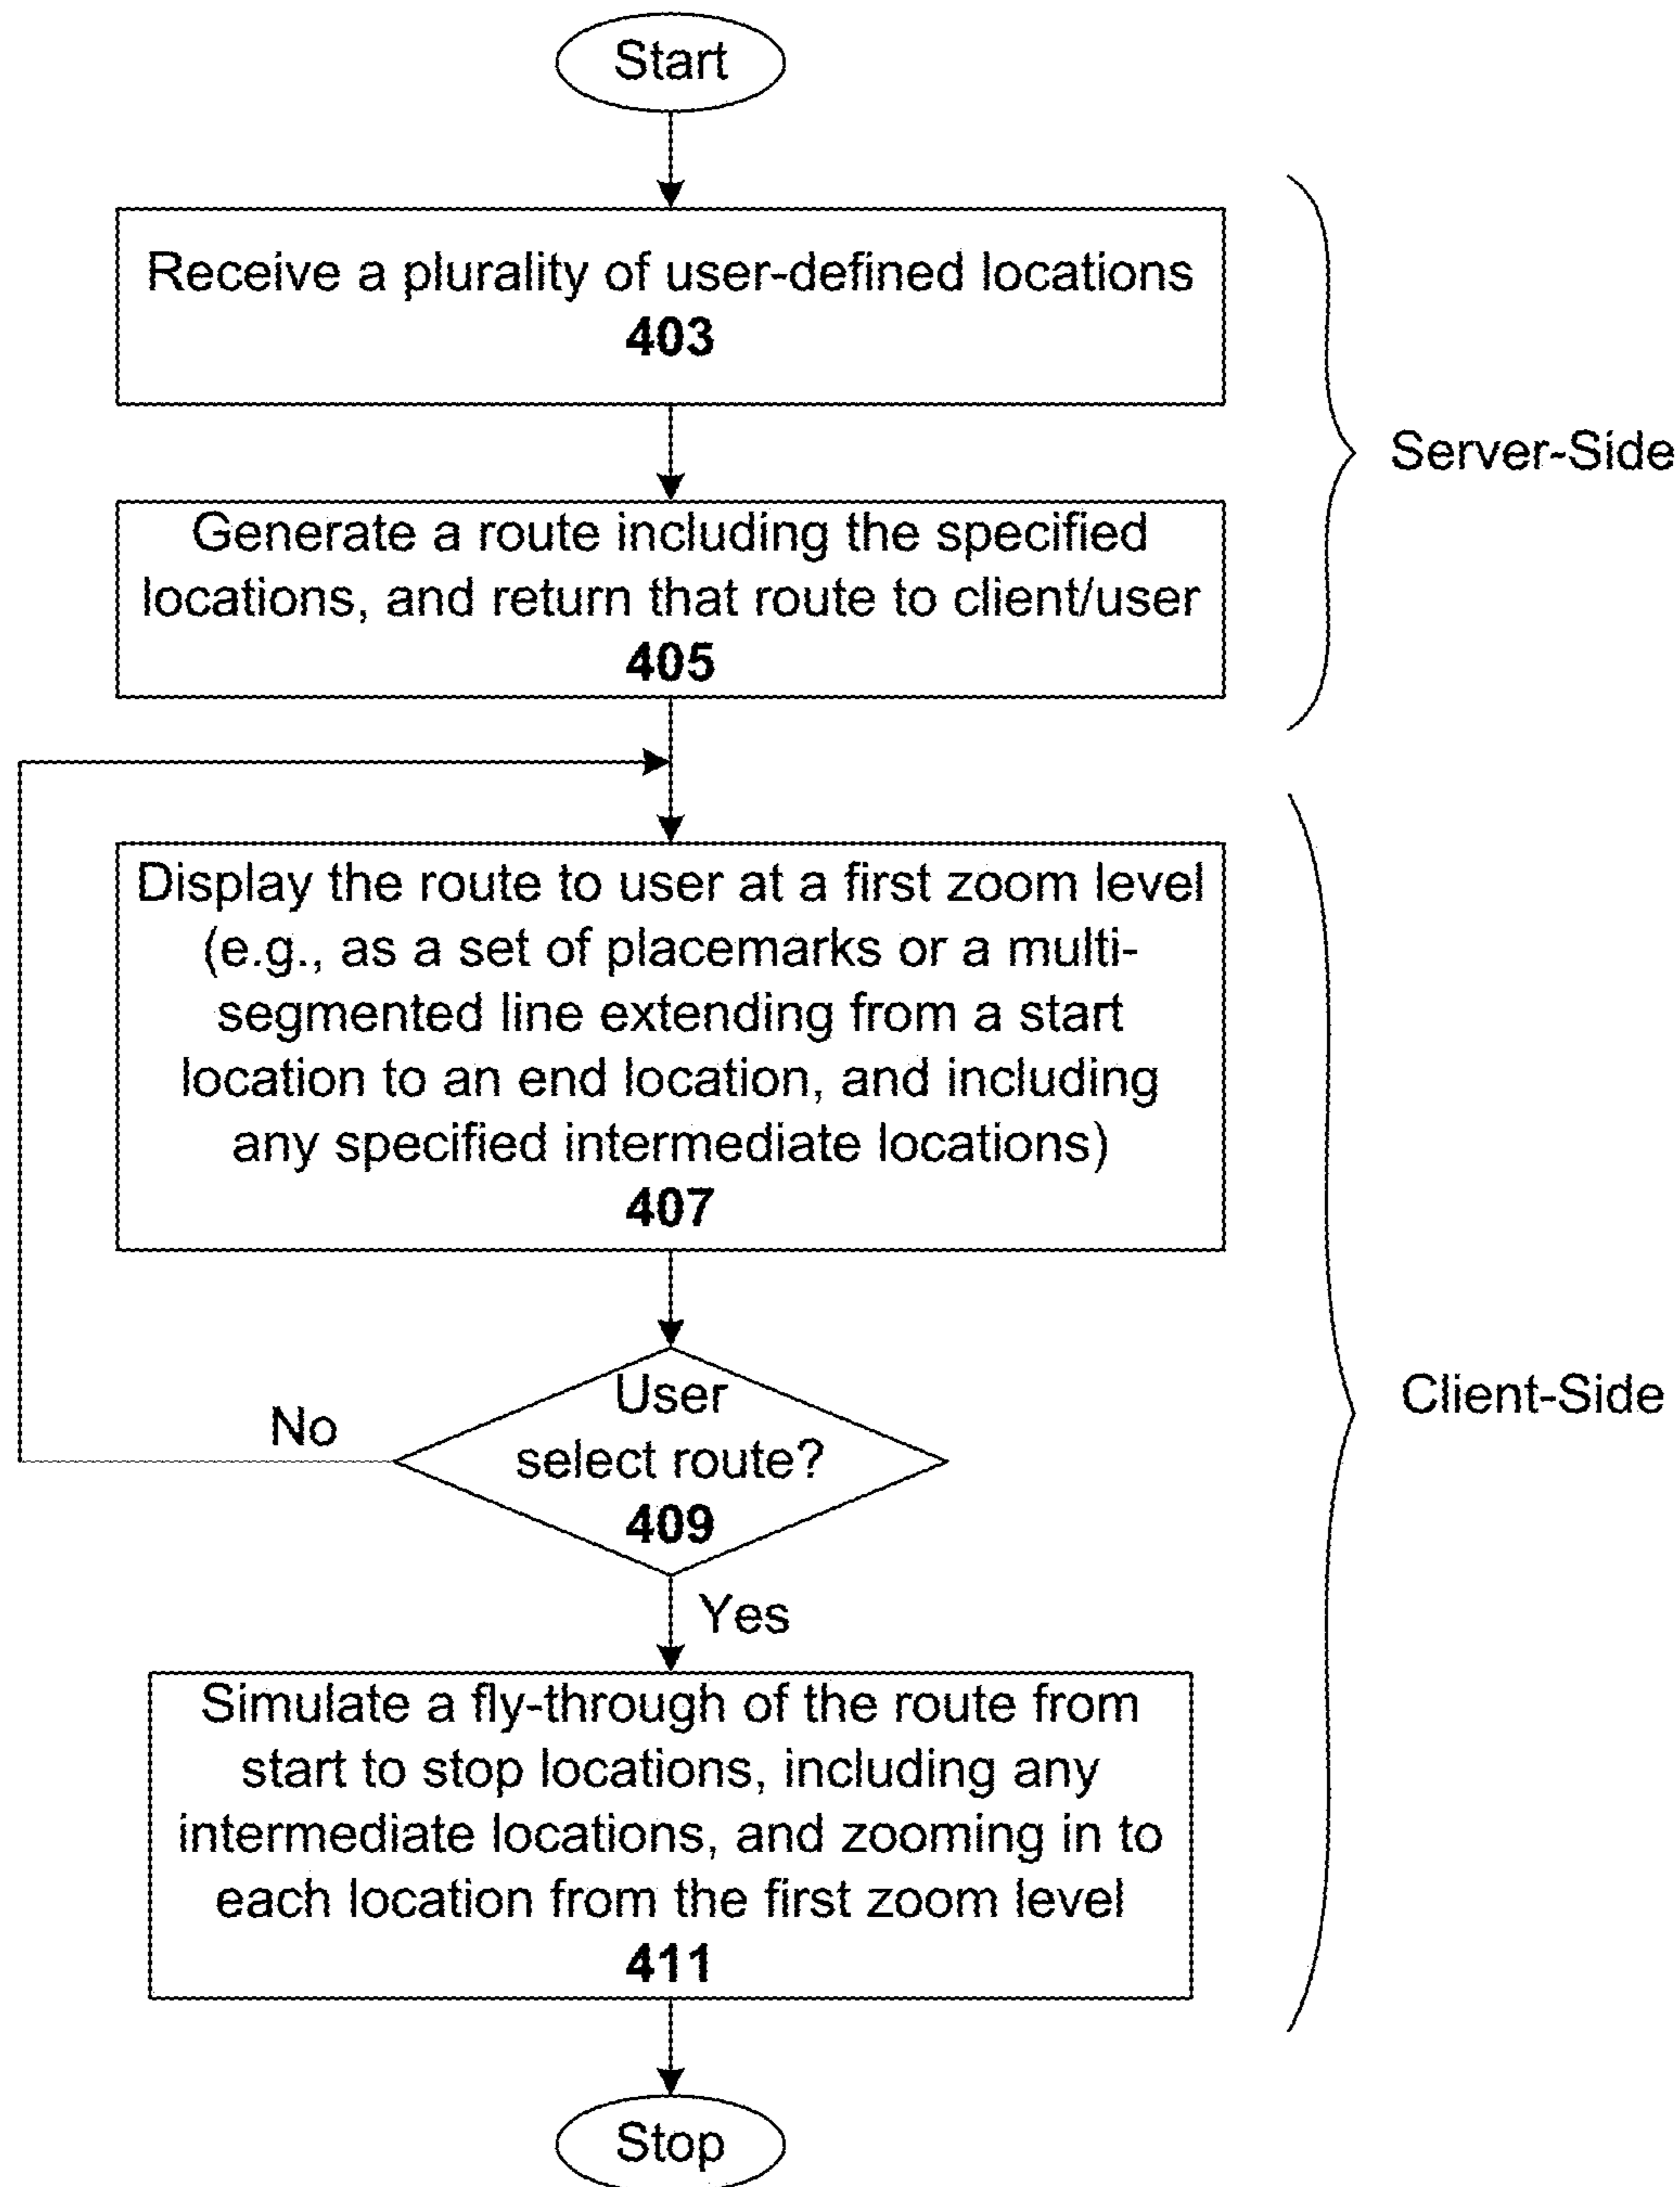 Start
Receive a plurality of user-defined locations
403
Server-Side
Generate a route including the specified
locations, and return that route to client/user
405
Display the route to user at a first zoom level
(e.g., as a set of placemarks or a multi-
segmented line extending from a start
location to an end location, and including
any specified intermediate locations)
407
Client-Side
No
User
select route?
409
Yes
Simulate a fly-through of the route from
start to stop locations, including any
intermediate locations, and zooming in to
each location from the first zoom level
411
Stop